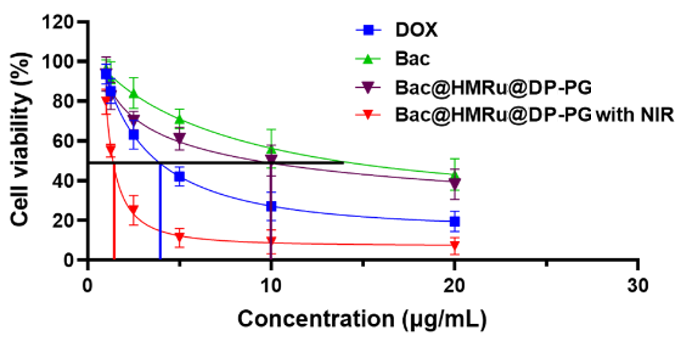 DOX
Bac
Bac@HMRu@DP-PG
Bac@HMRu@DP-PG with NIR
Cell viability (%)
120
100
80
60
40
20
0
0 10 20 30
Concentration (μg/mL)